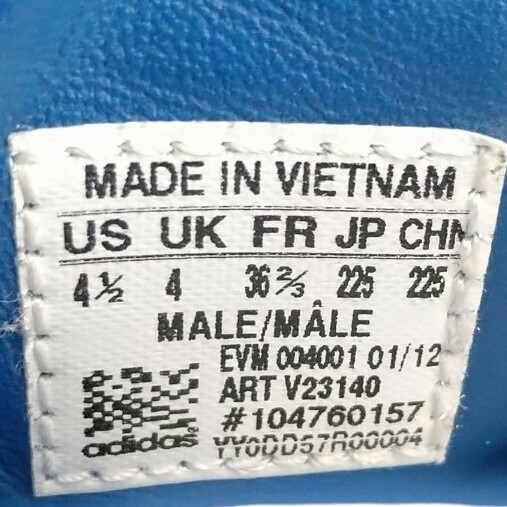 MADE IN VIETNAM
US UK FR JP CHN
4½ 4 36⅔ 225 225
MALE/MÂLE
EVM 004001 01/12
ART V23140
#104760157
adidas YY0DD57R00004